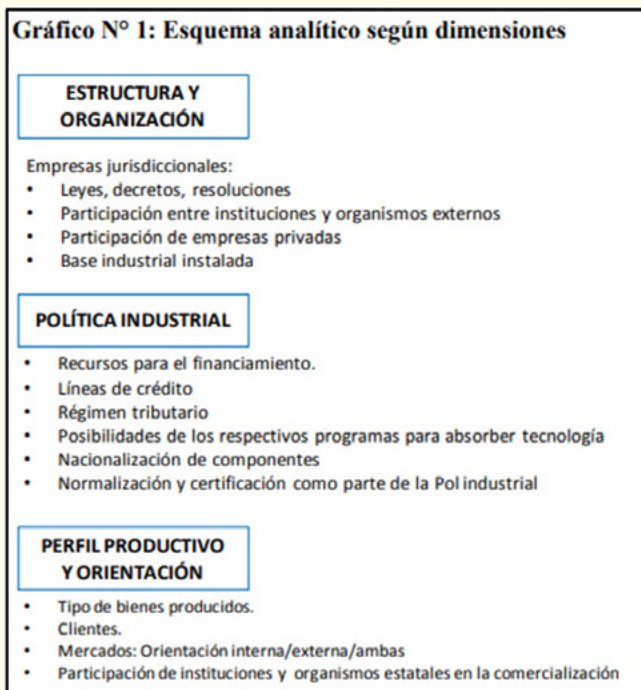 Gráfico N° 1: Esquema analítico según dimensiones
ESTRUCTURA Y
ORGANIZACIÓN
Empresas jurisdiccionales:
• Leyes, decretos, resoluciones
• Participación entre instituciones y organismos externos
• Participación de empresas privadas
• Base industrial instalada
POLÍTICA INDUSTRIAL
• Recursos para el financiamiento.
• Líneas de crédito
• Régimen tributario
• Posibilidades de los respectivos programas para absorber tecnología
• Nacionalización de componentes
• Normalización y certificación como parte de la Pol industrial
PERFIL PRODUCTIVO
Y ORIENTACIÓN
• Tipo de bienes producidos.
• Clientes.
• Mercados: Orientación interna/externa/ambas
• Participación de instituciones y organismos estatales en la comercialización